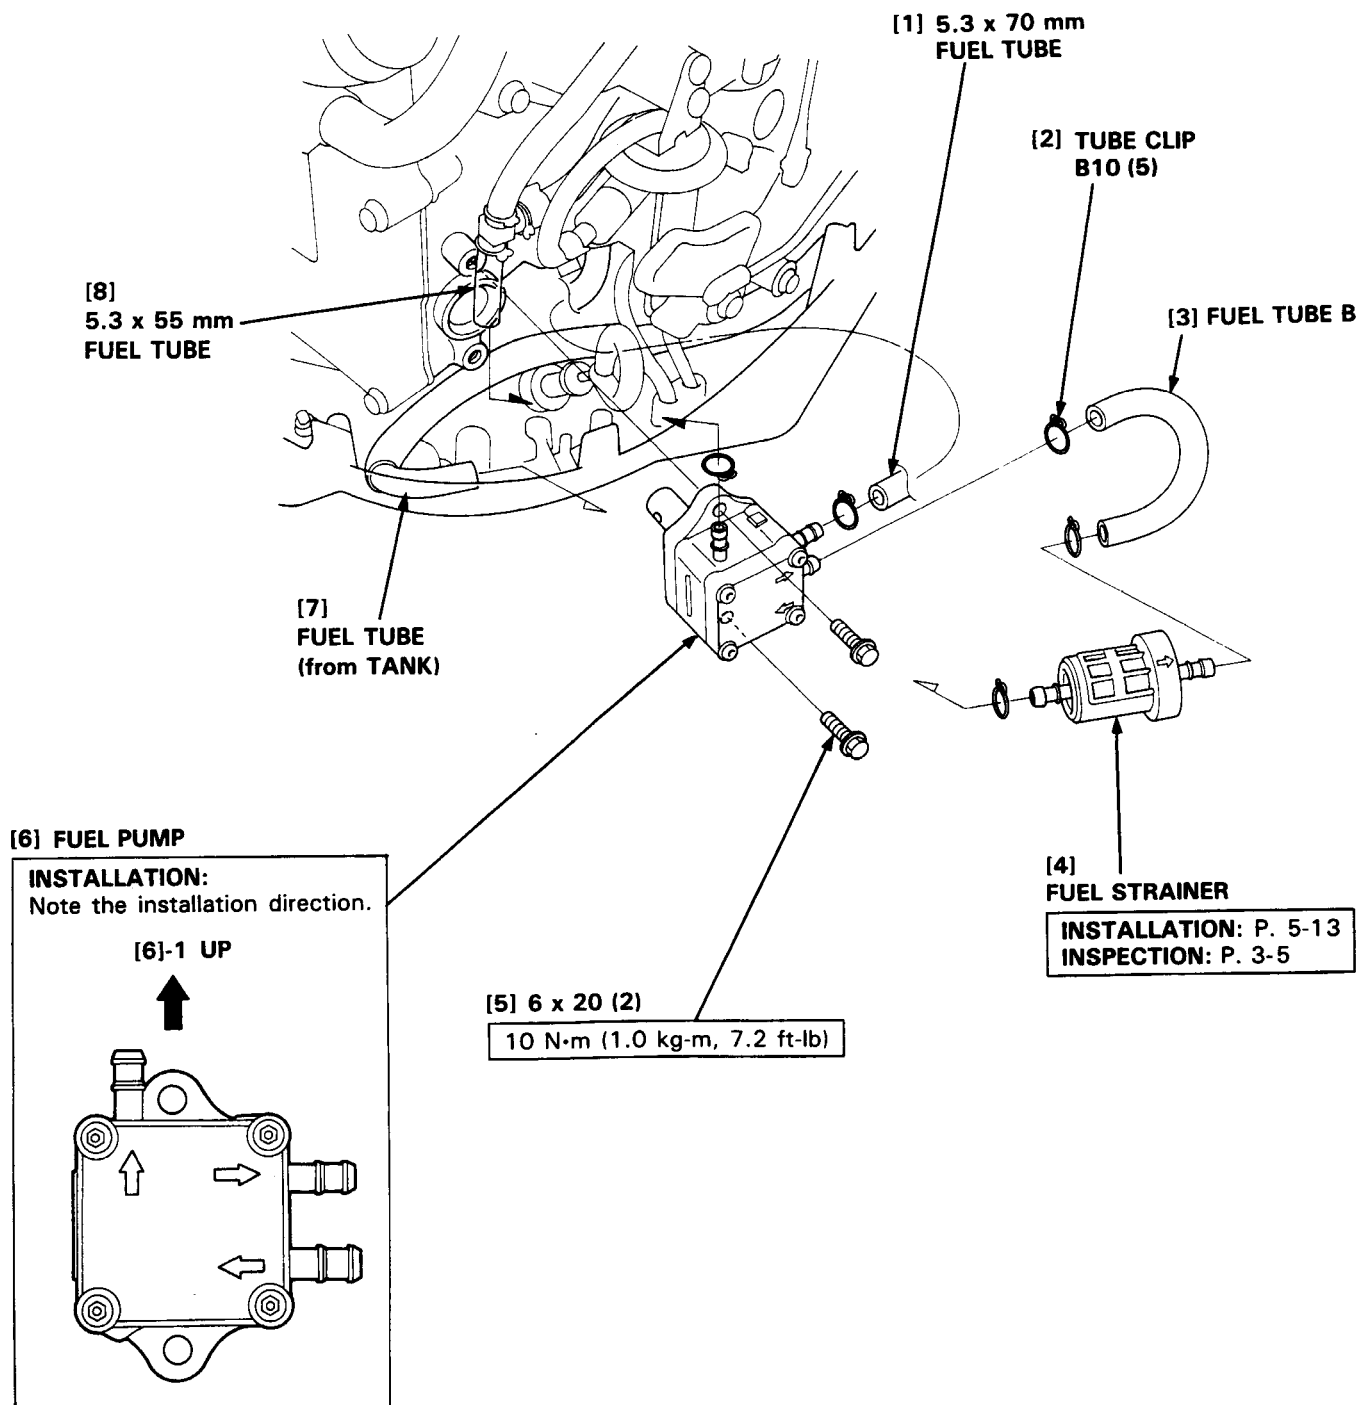 [1] 5.3 x 70 mm
FUEL TUBE
[2] TUBE CLIP
B10 (5)
[3] FUEL TUBE B
[8]
5.3 x 55 mm
FUEL TUBE
[7]
FUEL TUBE
(from TANK)
[6] FUEL PUMP
INSTALLATION:
Note the installation direction.
[6]-1 UP
[5] 6 x 20 (2)
10 N·m (1.0 kg-m, 7.2 ft-lb)
[4]
FUEL STRAINER
INSTALLATION: P. 5-13
INSPECTION: P. 3-5